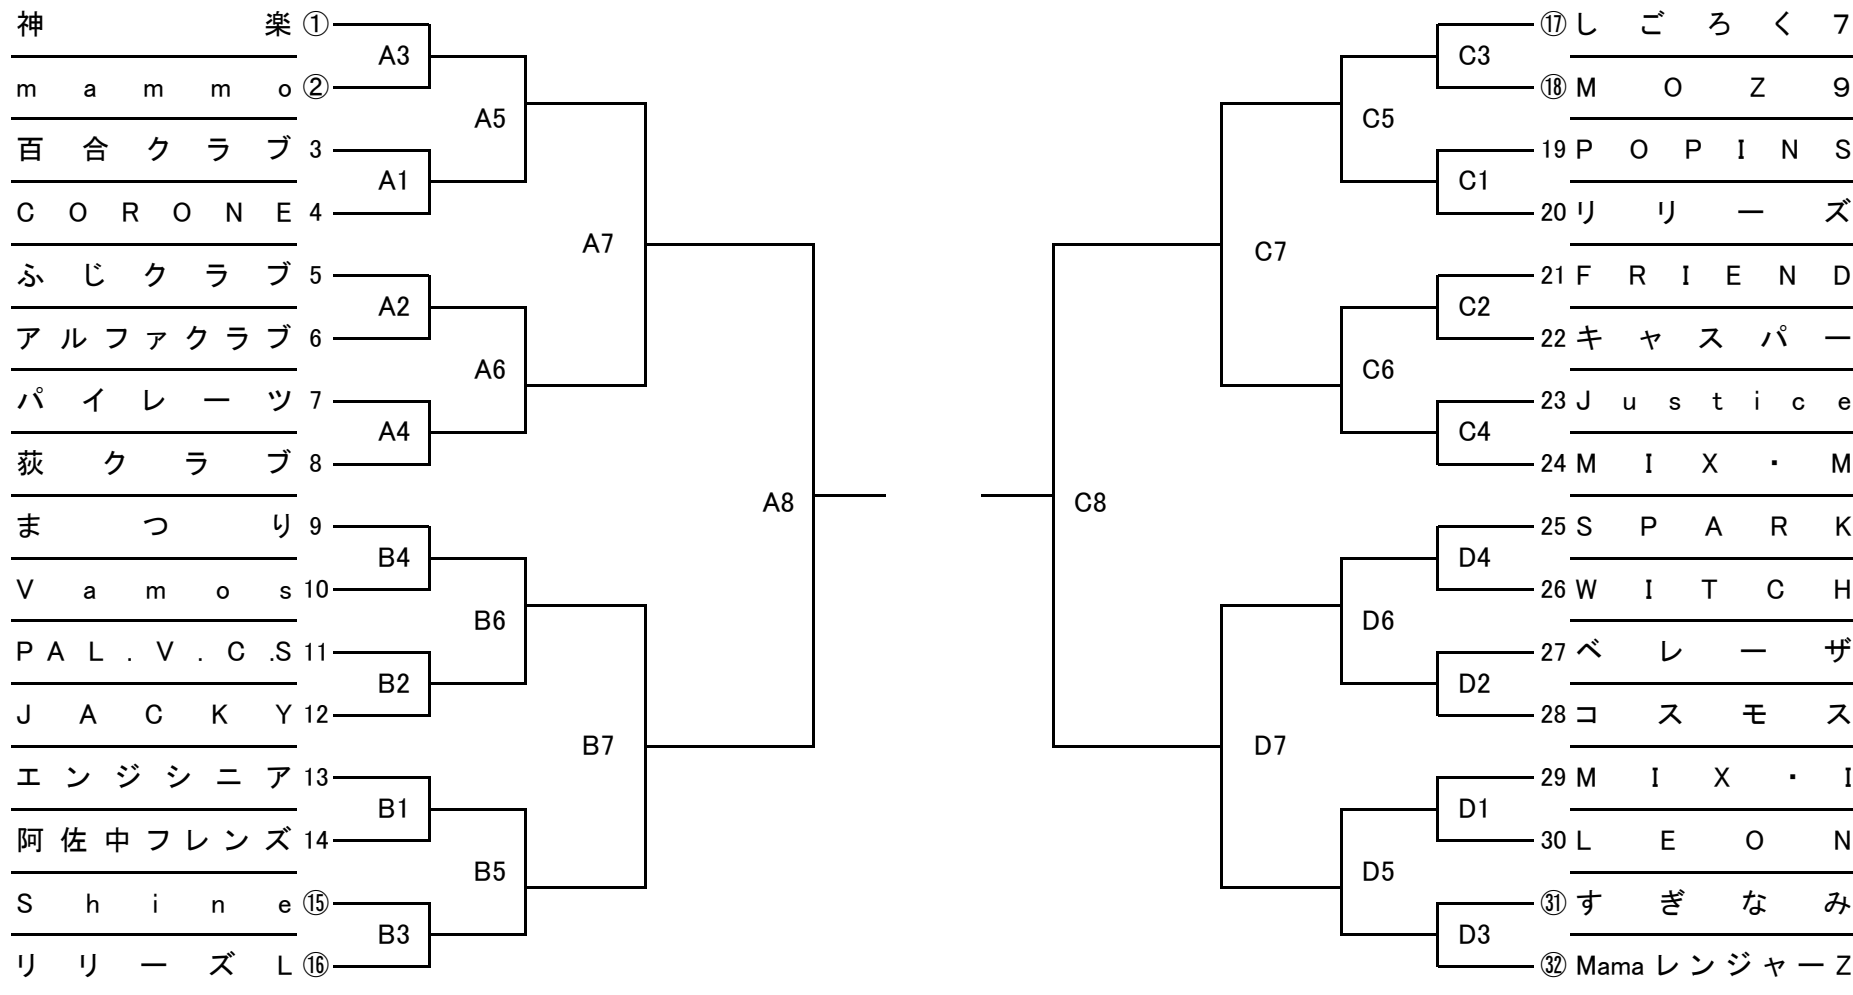 神楽 ①
mammo ②
百合クラブ 3
CORONE 4
ふじクラブ 5
アルファクラブ 6
パイレーツ 7
荻クラブ 8
まつり 9
Vamos 10
PAL.V.C.S 11
JACKY 12
エンジシニア 13
阿佐中フレンズ 14
Shine ⑮
リリーズL ⑯
A3
A1
A2
A4
B4
B2
B1
B3
A5
A6
B6
B5
A7
B7
A8
C8
C7
D7
C5
C6
D6
D5
C3
C1
C2
C4
D4
D2
D1
D3
⑰ しごろく7
⑱ MOZ9
19 POPINS
20 リリーズ
21 FRIEND
22 キャスパー
23 Justice
24 MIX・M
25 SPARK
26 WITCH
27 ベレーザ
28 コスモス
29 MIX・I
30 LEON
㉛ すぎなみ
㉜ MamaレンジャーZ